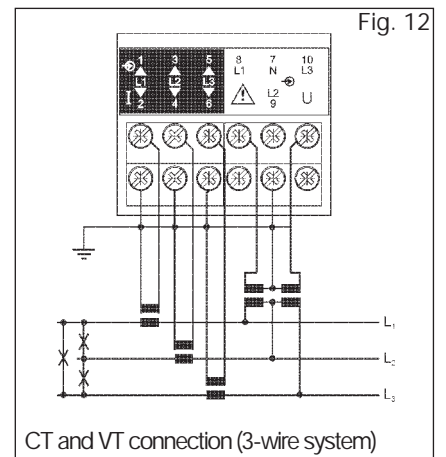 Fig. 12
1 3 5 8 7 10
L1 N L3
L1 L2 L3
L2
2 4 6 9 U
L1
L2
L3
CT and VT connection (3-wire system)